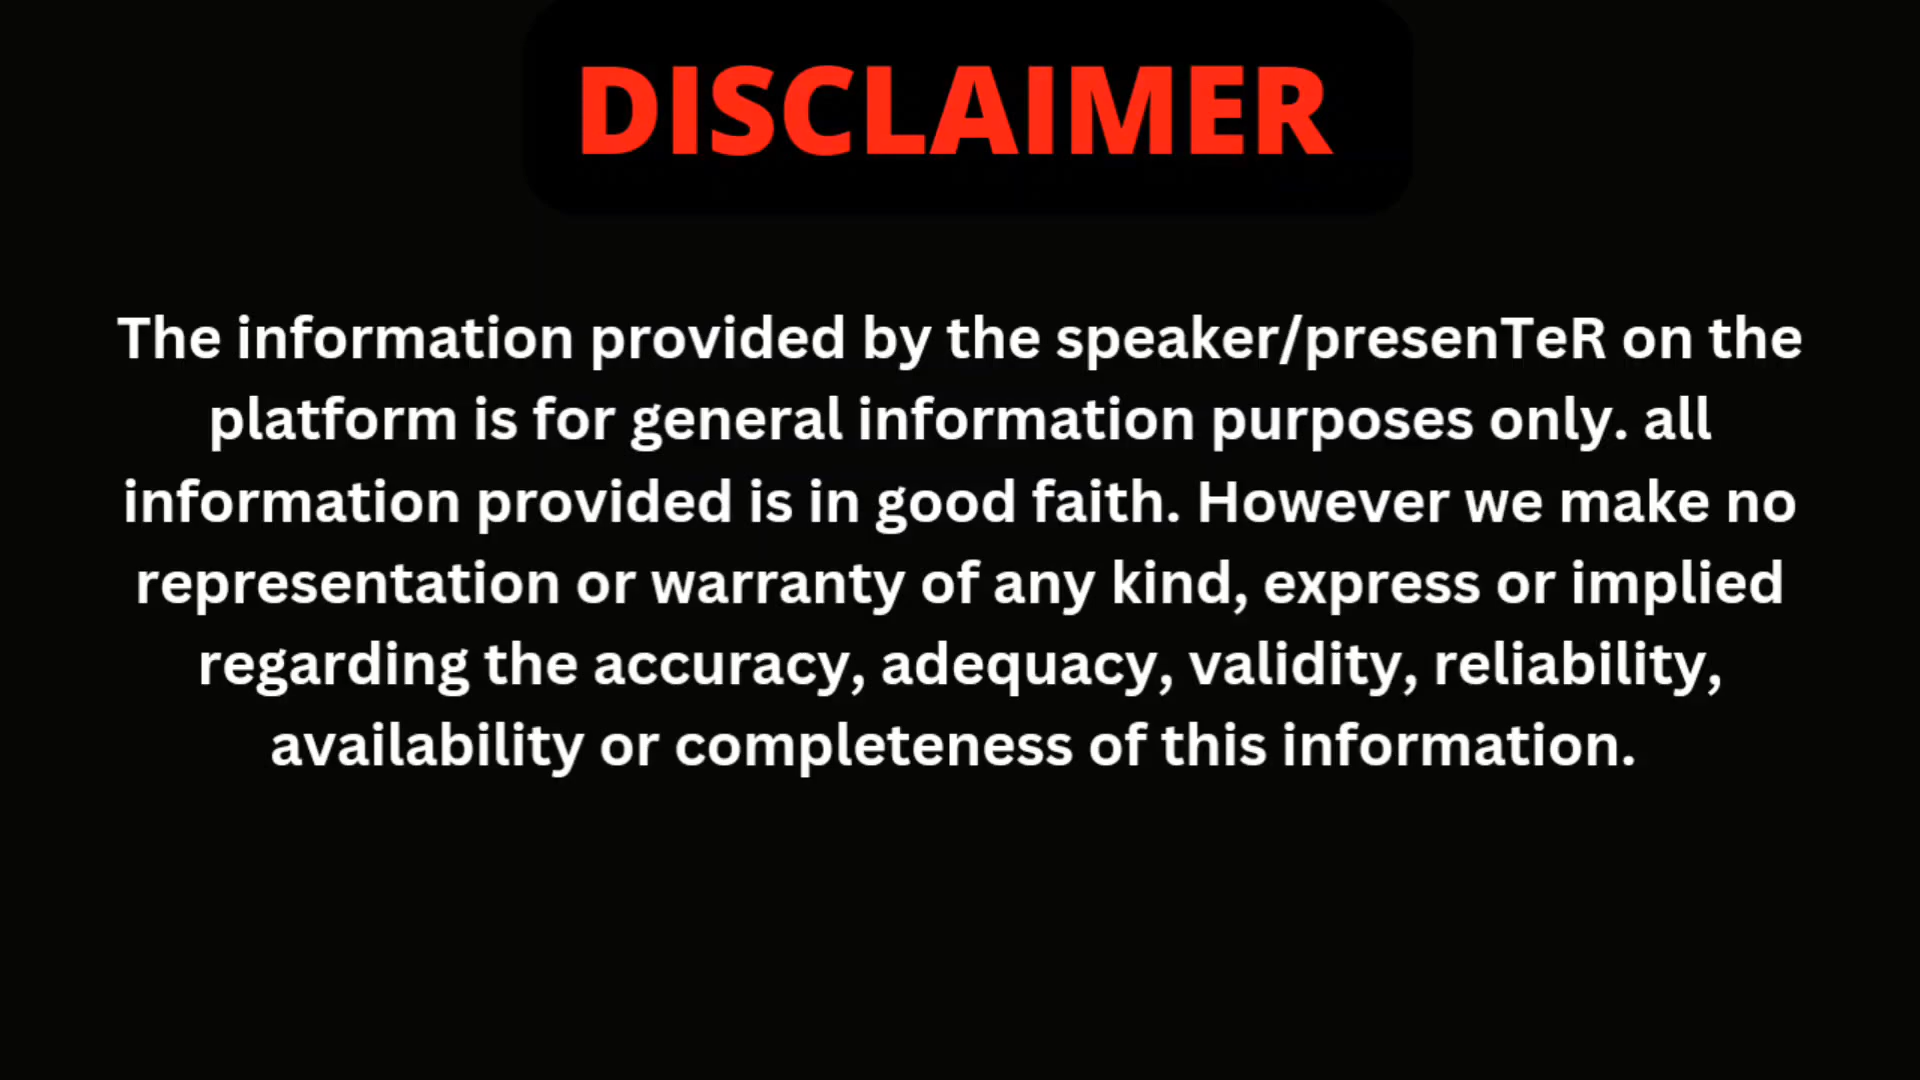 DISCLAIMER
The information provided by the speaker/presenTeR on the
platform is for general information purposes only. all
information provided is in good faith. However we make no
representation or warranty of any kind, express or implied
regarding the accuracy, adequacy, validity, reliability,
availability or completeness of this information.